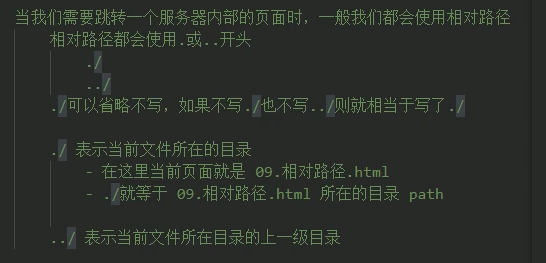 当我们需要跳转一个服务器内部的页面时，一般我们都会使用相对路径
相对路径都会使用.或..开头
./
../
./可以省略不写，如果不写./也不写../则就相当于写了./
./ 表示当前文件所在的目录
- 在这里当前页面就是 09.相对路径.html
- ./就等于 09.相对路径.html 所在的目录 path
../ 表示当前文件所在目录的上一级目录